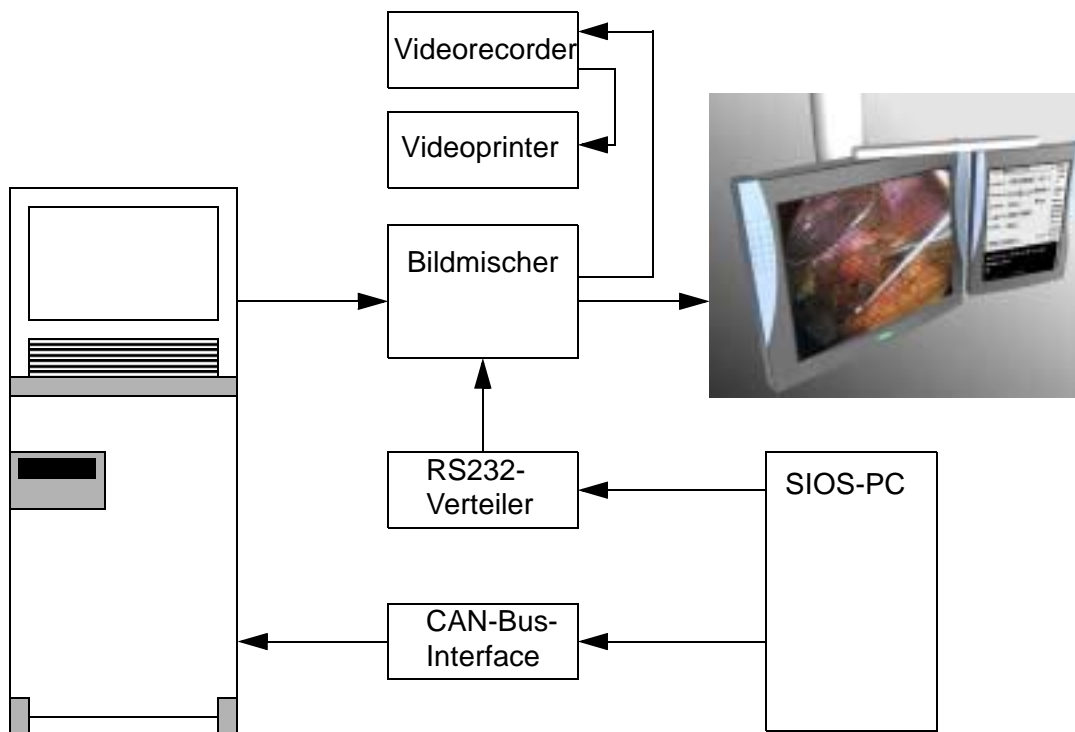 Videorecorder
Videoprinter
Bildmischer
RS232-
Verteiler
SIOS-PC
CAN-Bus-
Interface